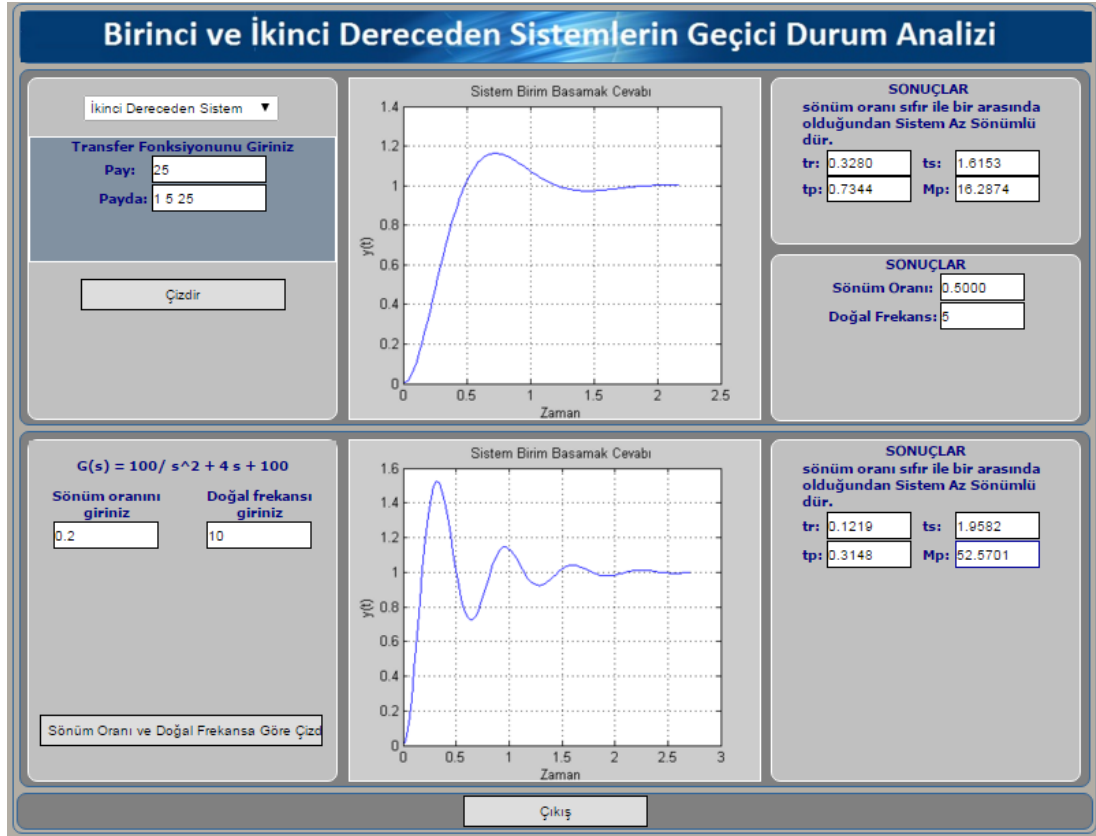 Birinci ve İkinci Dereceden Sistemlerin Geçici Durum Analizi
İkinci Dereceden Sistem ▼
Transfer Fonksiyonunu Giriniz
Pay: 25
Payda: 1 5 25
Çizdir
Sistem Birim Basamak Cevabı
1.4
1.2
1
0.8
0.6
0.4
0.2
0
y(t)
0 0.5 1 1.5 2 2.5
Zaman
SONUÇLAR
sönüm oranı sıfır ile bir arasında
olduğundan Sistem Az Sönümlü
dür.
tr: 0.3280 ts: 1.6153
tp: 0.7344 Mp: 16.2874
SONUÇLAR
Sönüm Oranı: 0.5000
Doğal Frekans: 5
G(s) = 100/ s^2 + 4 s + 100
Sönüm oranını giriniz
0.2
Doğal frekansı giriniz
10
Sönüm Oranı ve Doğal Frekansa Göre Çizd
Sistem Birim Basamak Cevabı
1.6
1.4
1.2
1
0.8
0.6
0.4
0.2
0
y(t)
0 0.5 1 1.5 2 2.5 3
Zaman
SONUÇLAR
sönüm oranı sıfır ile bir arasında
olduğundan Sistem Az Sönümlü
dür.
tr: 0.1219 ts: 1.9582
tp: 0.3148 Mp: 52.5701
Çıkış